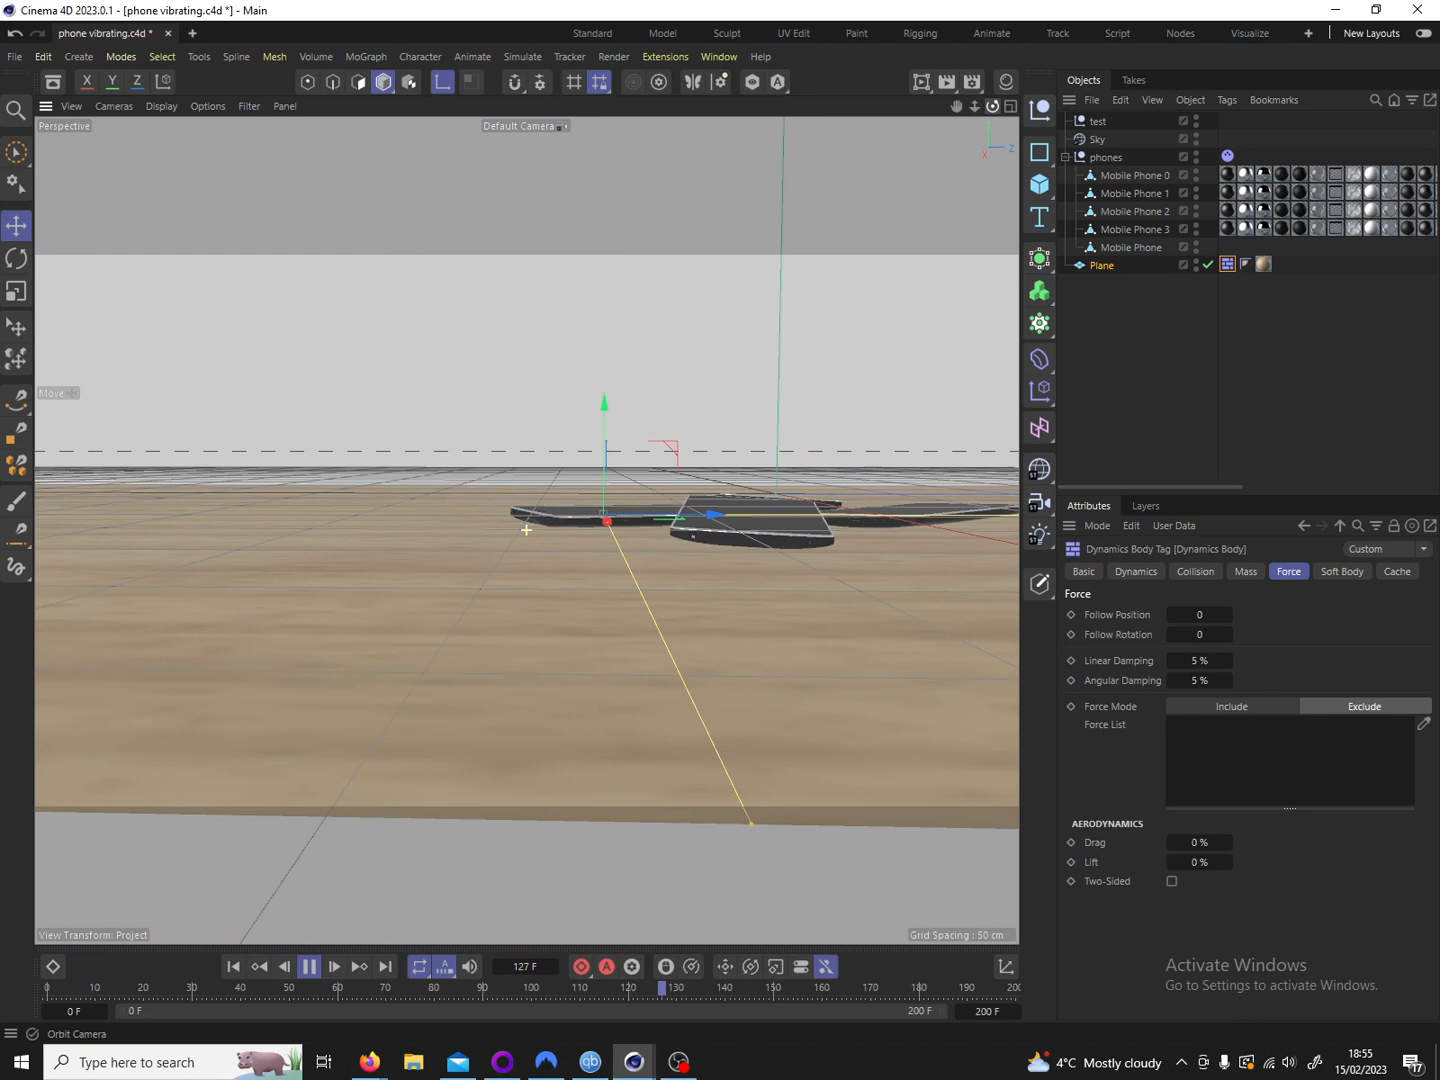 Cinema 4D 2023.0.1 - [phone vibrating.c4d *] - Main
phone vibrating.c4d *
Standard Model Sculpt UV Edit Paint Rigging Animate Track Script Nodes Visualize New Layouts
File Edit Create Modes Select Tools Spline Mesh Volume MoGraph Character Animate Simulate Tracker Render Extensions Window Help
X Y Z
Objects Takes
View Cameras Display Options Filter Panel
File Edit View Object Tags Bookmarks
Perspective
Default Camera
Y
X Z
test
Sky
phones
Mobile Phone 0
Mobile Phone 1
Mobile Phone 2
Mobile Phone 3
Mobile Phone
Plane
Move
Attributes Layers
Mode Edit User Data
Dynamics Body Tag [Dynamics Body]
Custom
Basic Dynamics Collision Mass Force Soft Body Cache
Force
Follow Position 0
Follow Rotation 0
Linear Damping 5 %
Angular Damping 5 %
Force Mode Include Exclude
Force List
AERODYNAMICS
Drag 0 %
Lift 0 %
Two-Sided
View Transform: Project
Grid Spacing : 50 cm
127 F
0 10 20 30 40 50 60 70 80 90 100 110 120 130 140 150 160 170 180 190 200
0 F 0 F 200 F 200 F
Activate Windows
Go to Settings to activate Windows.
Orbit Camera
Type here to search
4°C Mostly cloudy
18:55
15/02/2023
17